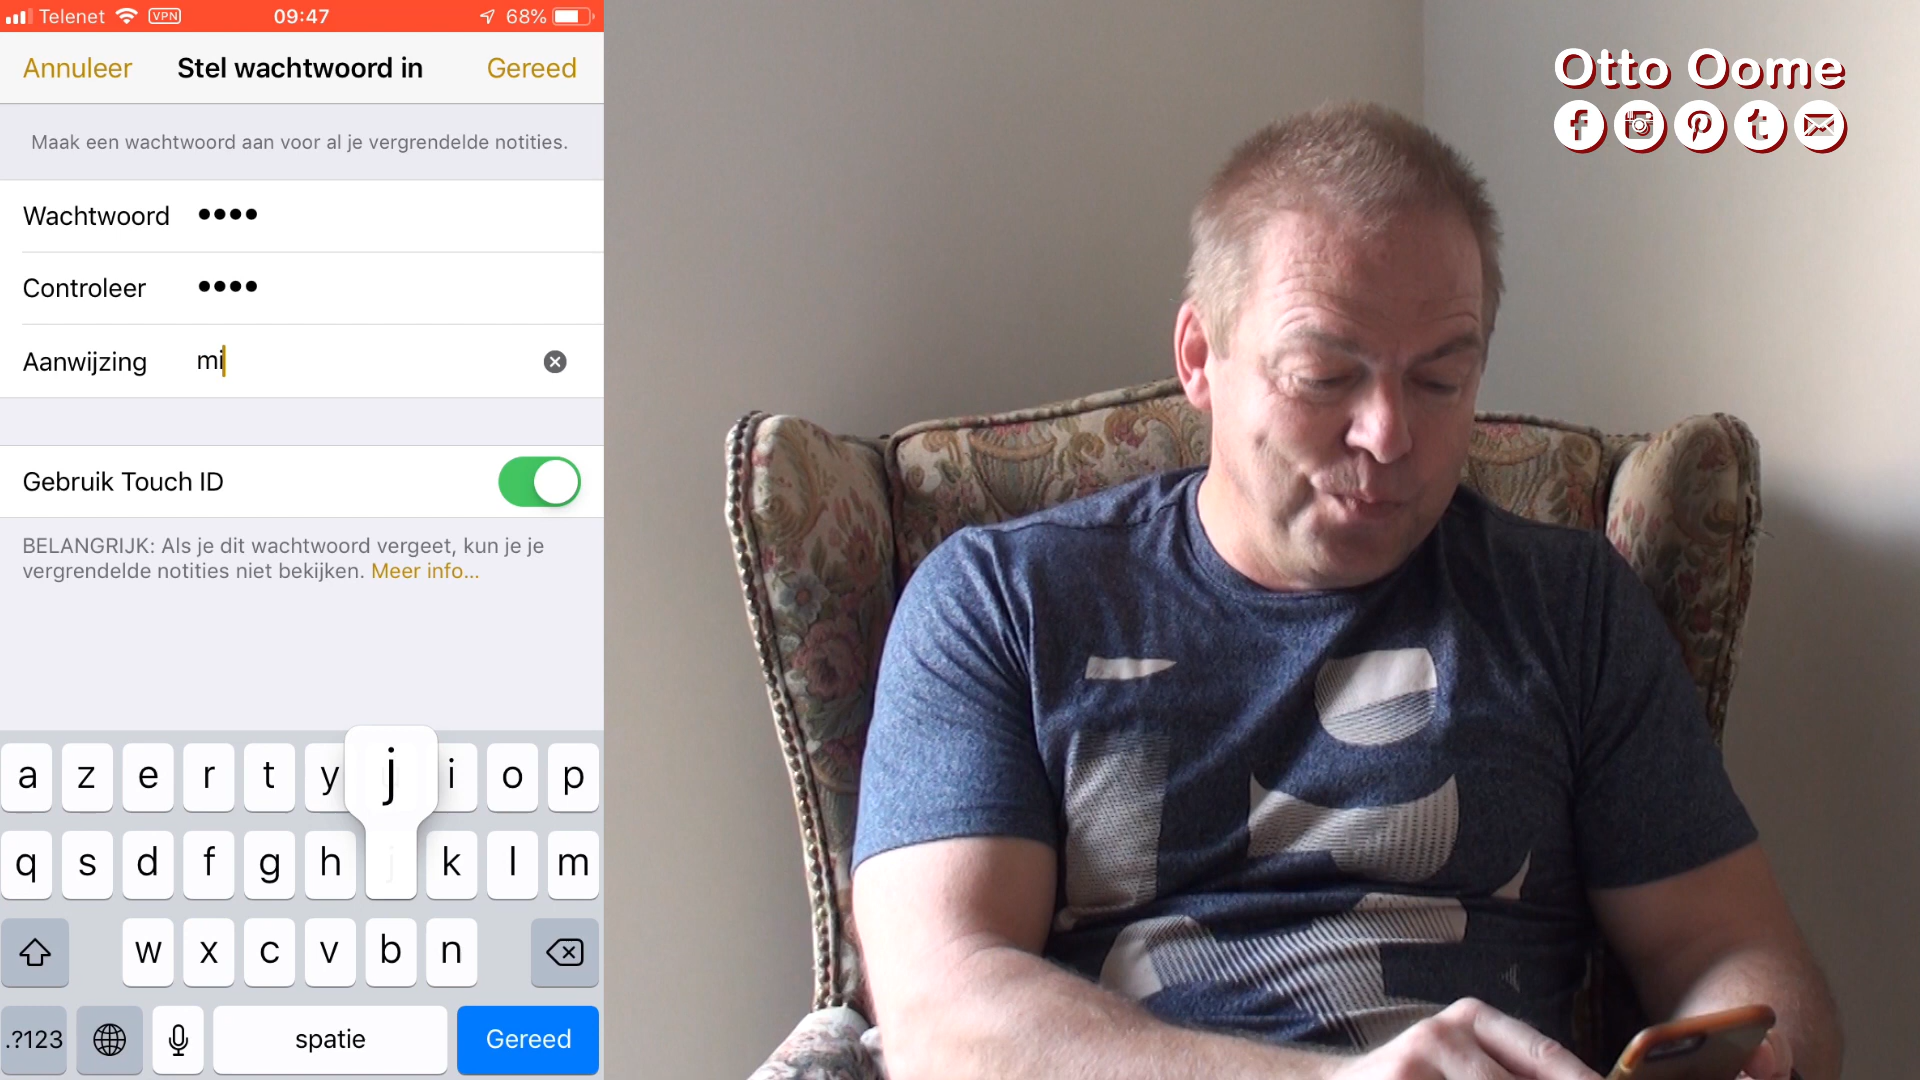 Telenet VPN 09:47 68%
Annuleer Stel wachtwoord in Gereed
Maak een wachtwoord aan voor al je vergrendelde notities.
Wachtwoord ••••
Controleer ••••
Aanwijzing mi
Gebruik Touch ID
BELANGRIJK: Als je dit wachtwoord vergeet, kun je je
vergrendelde notities niet bekijken. Meer info...
a z e r t y j i o p
q s d f g h j k l m
w x c v b n
.?123 spatie Gereed
Otto Oome